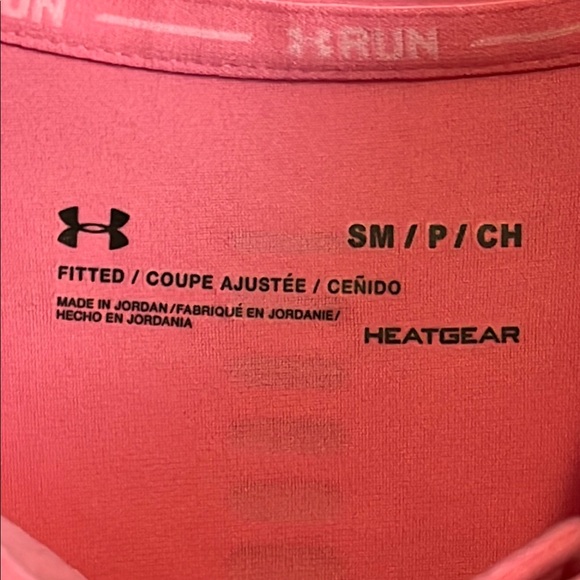 RUN
RUN
SM / P / CH
FITTED / COUPE AJUSTÉE / CEÑIDO
MADE IN JORDAN / FABRIQUÉ EN JORDANIE /
HECHO EN JORDANIA
HEATGEAR